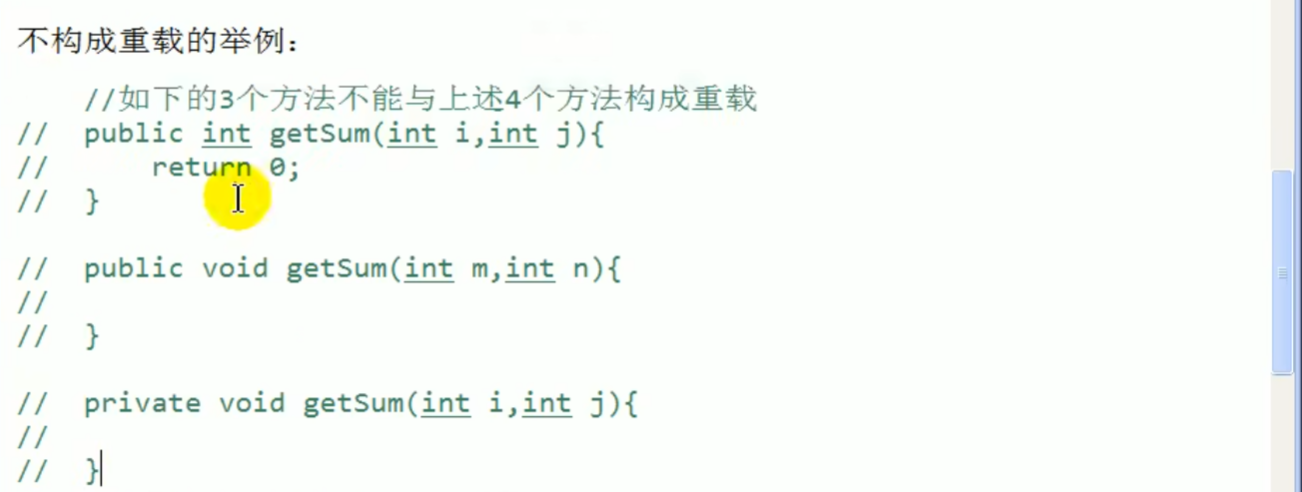 不构成重载的举例：
//如下的3个方法不能与上述4个方法构成重载
// public int getSum(int i,int j){
// return 0;
// }
// public void getSum(int m,int n){
//
// }
// private void getSum(int i,int j){
//
// }